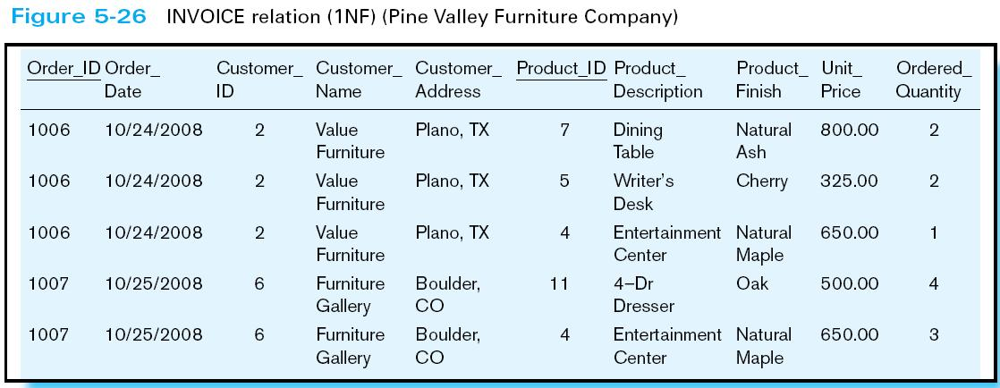 Figure 5-26 INVOICE relation (1NF) (Pine Valley Furniture Company)
Order_ID Order_ Customer_ Customer_ Customer_ Product_ID Product_ Product_ Unit_ Ordered_
Date ID Name Address Description Finish Price Quantity
1006 10/24/2008 2 Value Plano, TX 7 Dining Natural 800.00 2
Furniture Table Ash
1006 10/24/2008 2 Value Plano, TX 5 Writer's Cherry 325.00 2
Furniture Desk
1006 10/24/2008 2 Value Plano, TX 4 Entertainment Natural 650.00 1
Furniture Center Maple
1007 10/25/2008 6 Furniture Boulder, 11 4–Dr Oak 500.00 4
Gallery CO Dresser
1007 10/25/2008 6 Furniture Boulder, 4 Entertainment Natural 650.00 3
Gallery CO Center Maple